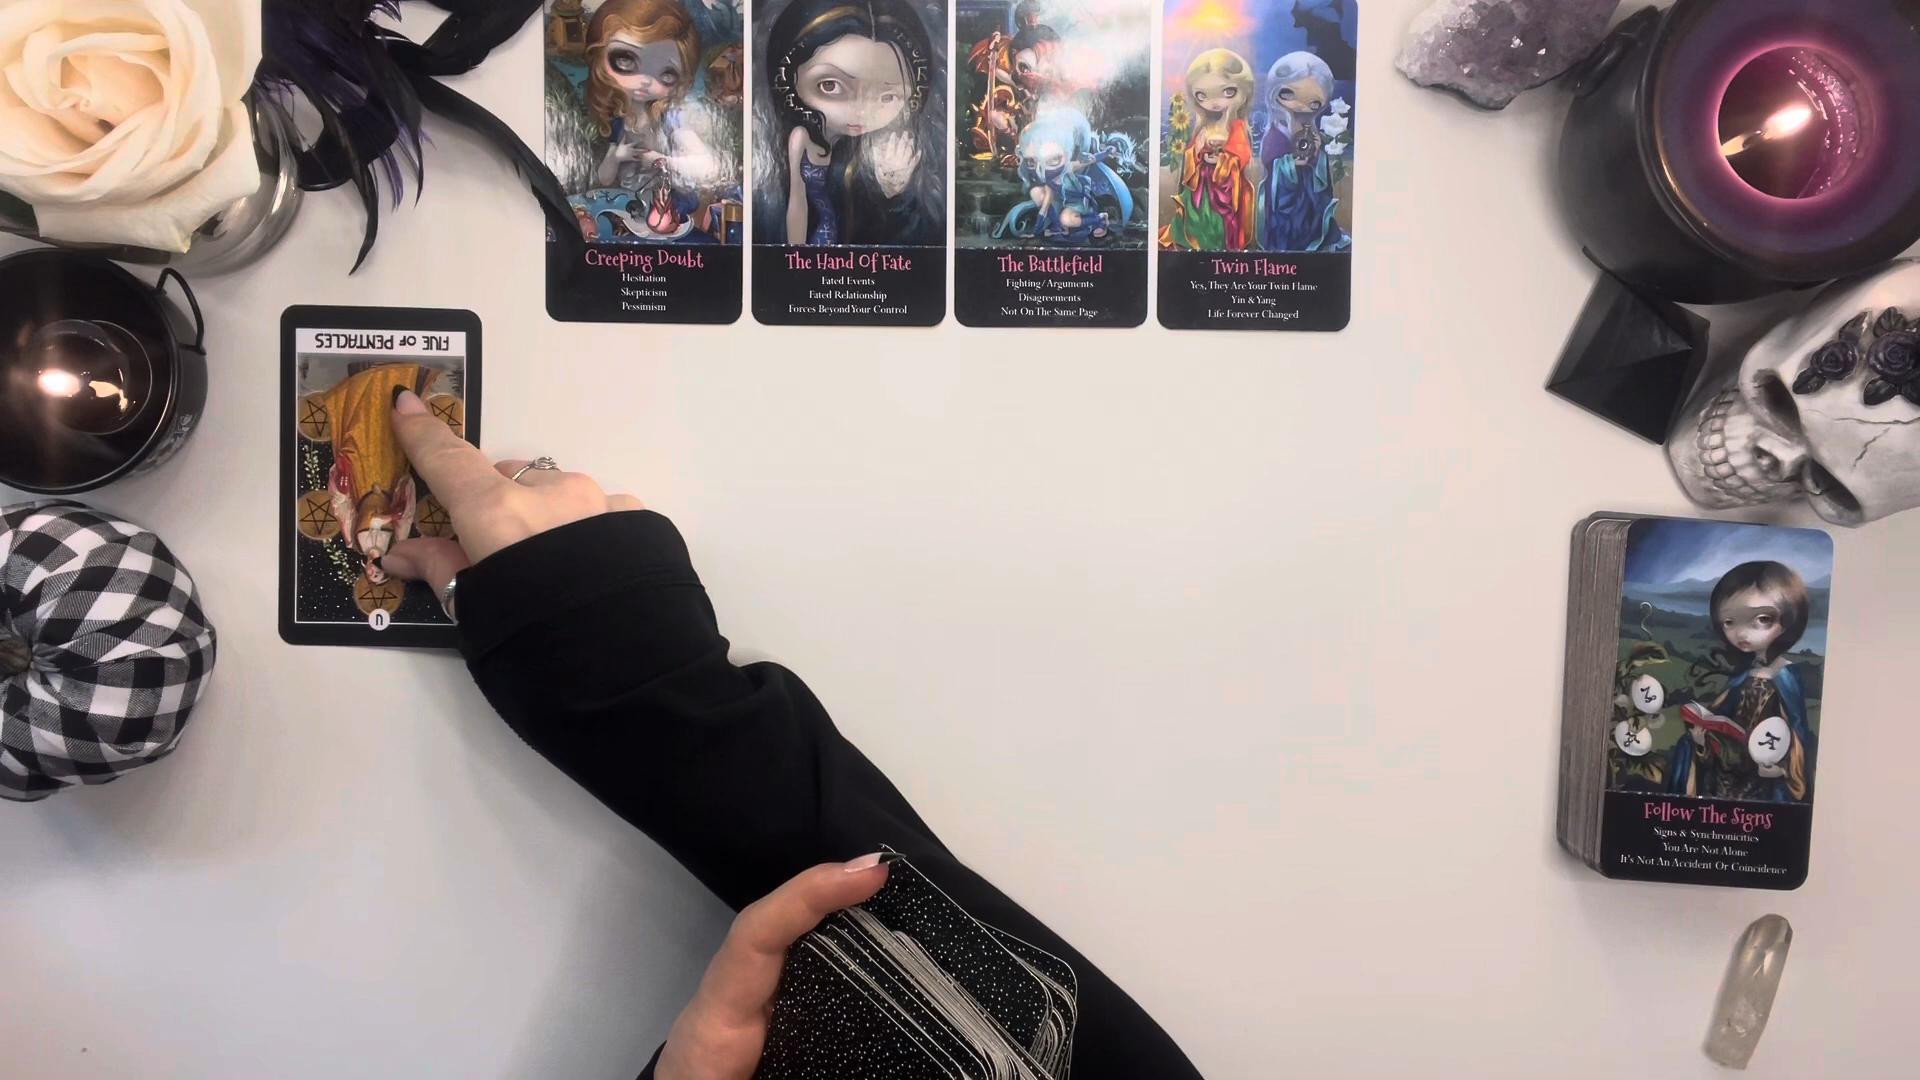 Creeping Doubt
Hesitation
Skepticism
Pessimism
The Hand Of Fate
Fated Events
Fated Relationship
Forces Beyond Your Control
The Battlefield
Fighting/Arguments
Disagreements
Not On The Same Page
Twin Flame
Yes, They Are Your Twin Flame
Yin & Yang
Life Forever Changed
FIVE OF PENTACLES
Follow The Signs
Signs & Synchronicities
You Are Not Alone
It's Not An Accident Or Coincidence